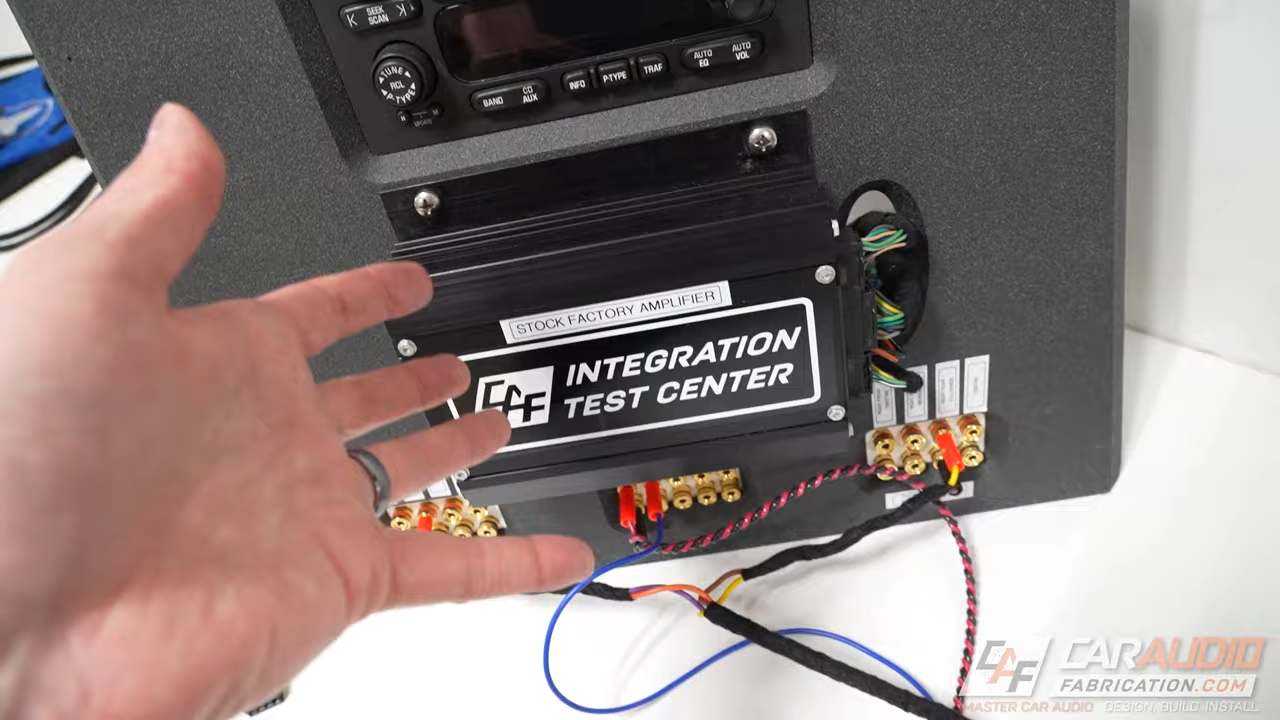 SEEK
SCAN
TUNE
RCL
P-TYPE
H M
UPDATE
BAND
CD
AUX
INFO
P-TYPE
TRAF
AUTO
EQ
AUTO
VOL
STOCK FACTORY AMPLIFIER
CAF
INTEGRATION
TEST CENTER
CAF
CARAUDIO
FABRICATION.COM
MASTER CAR AUDIO DESIGN. BUILD. INSTALL